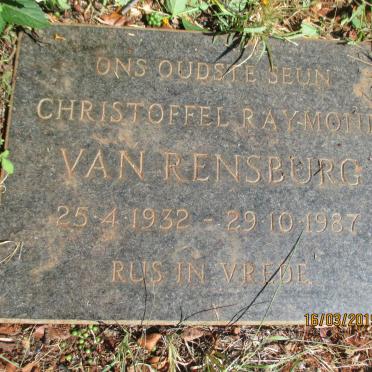 ONS OUDSTE SEUN
CHRISTOFFEL RAYMOND
VAN RENSBURG
25·4·1932 - 29·10·1987
RUS IN VREDE